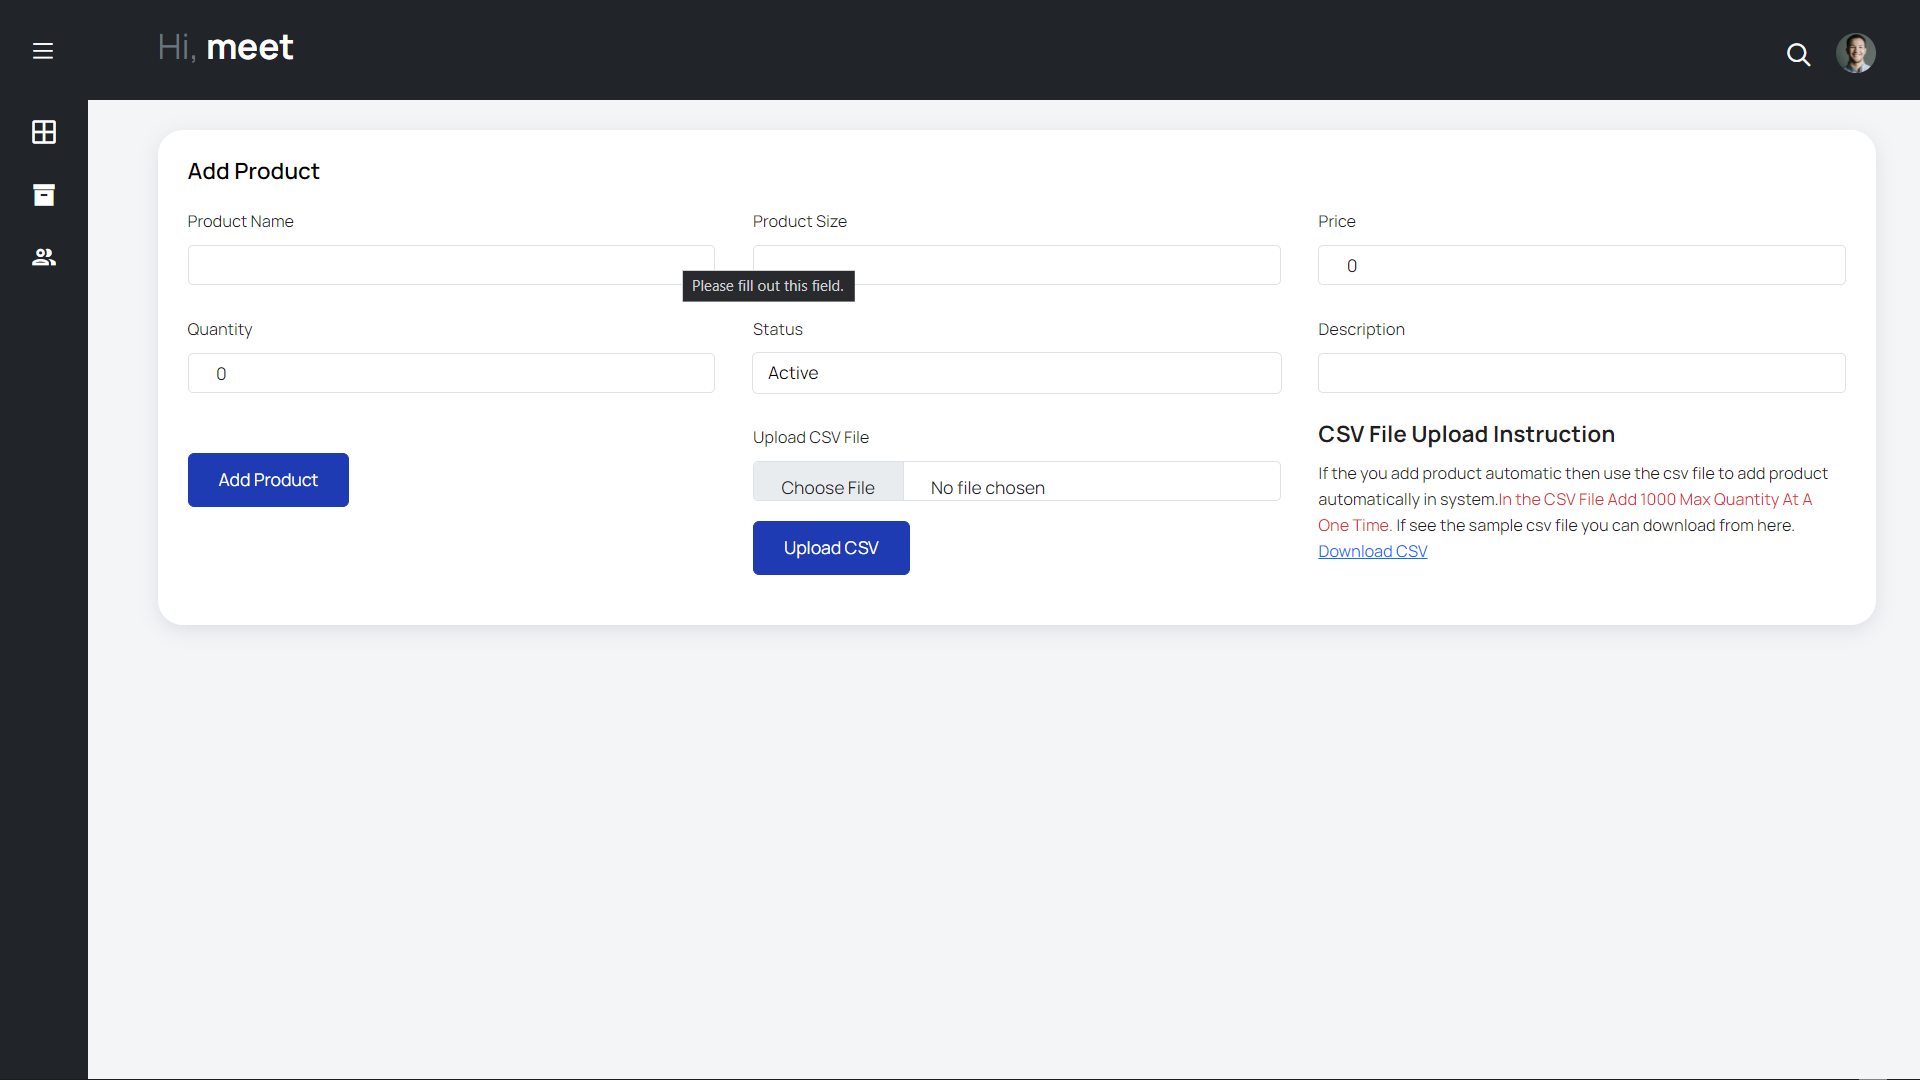 Hi, meet
Add Product
Product Name
Product Size
Price
0
Please fill out this field.
Quantity
Status
Description
0
Active
Upload CSV File
Choose File No file chosen
Add Product
Upload CSV
CSV File Upload Instruction
If the you add product automatic then use the csv file to add product
automatically in system.In the CSV File Add 1000 Max Quantity At A
One Time. If see the sample csv file you can download from here.
Download CSV